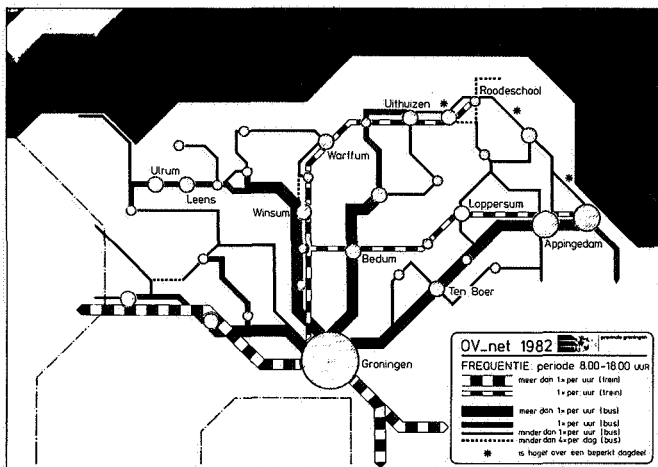 Roodeschool
Uithuizen
Warffum
Ulrum
Leens
Winsum
Loppersum
Appingedam
Bedum
Ten Boer
Groningen
OV_net 1982
provincie groningen
FREQUENTIE: periode 8.00-18.00 UUR
meer dan 1x per uur (trein)
1x per uur (trein)
meer dan 1x per uur (bus)
1x per uur (bus)
minder dan 1x per uur (bus)
minder dan 4x per dag (bus)
* is hoger over een beperkt dagdeel